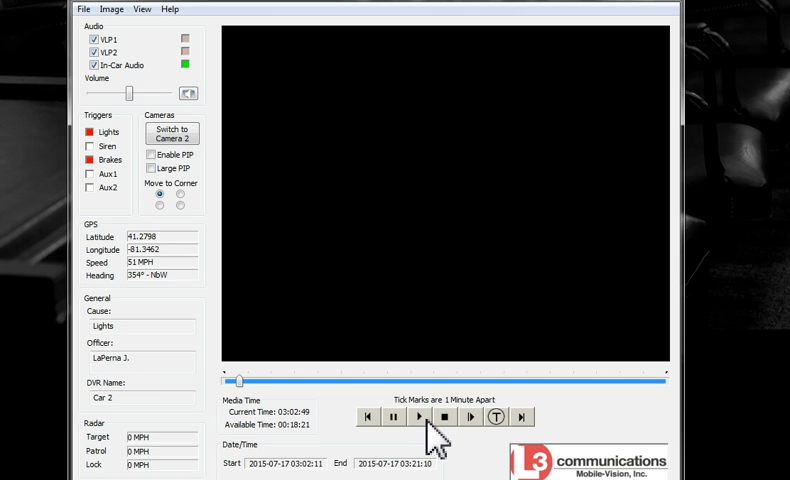 File Image View Help
Audio
VLP1
VLP2
In-Car Audio
Volume
Triggers
Lights
Siren
Brakes
Aux1
Aux2
Cameras
Switch to
Camera 2
Enable PIP
Large PIP
Move to Corner
GPS
Latitude 41.2798
Longitude -81.3462
Speed 51 MPH
Heading 354° - NbW
General
Cause:
Lights
Officer:
LaPerna J.
DVR Name:
Car 2
Radar
Target 0 MPH
Patrol 0 MPH
Lock 0 MPH
Tick Marks are 1 Minute Apart
Media Time
Current Time: 03:02:49
Available Time: 00:18:21
T
Date/Time
Start 2015-07-17 03:02:11 End 2015-07-17 03:21:10
L3 communications
Mobile-Vision, Inc.